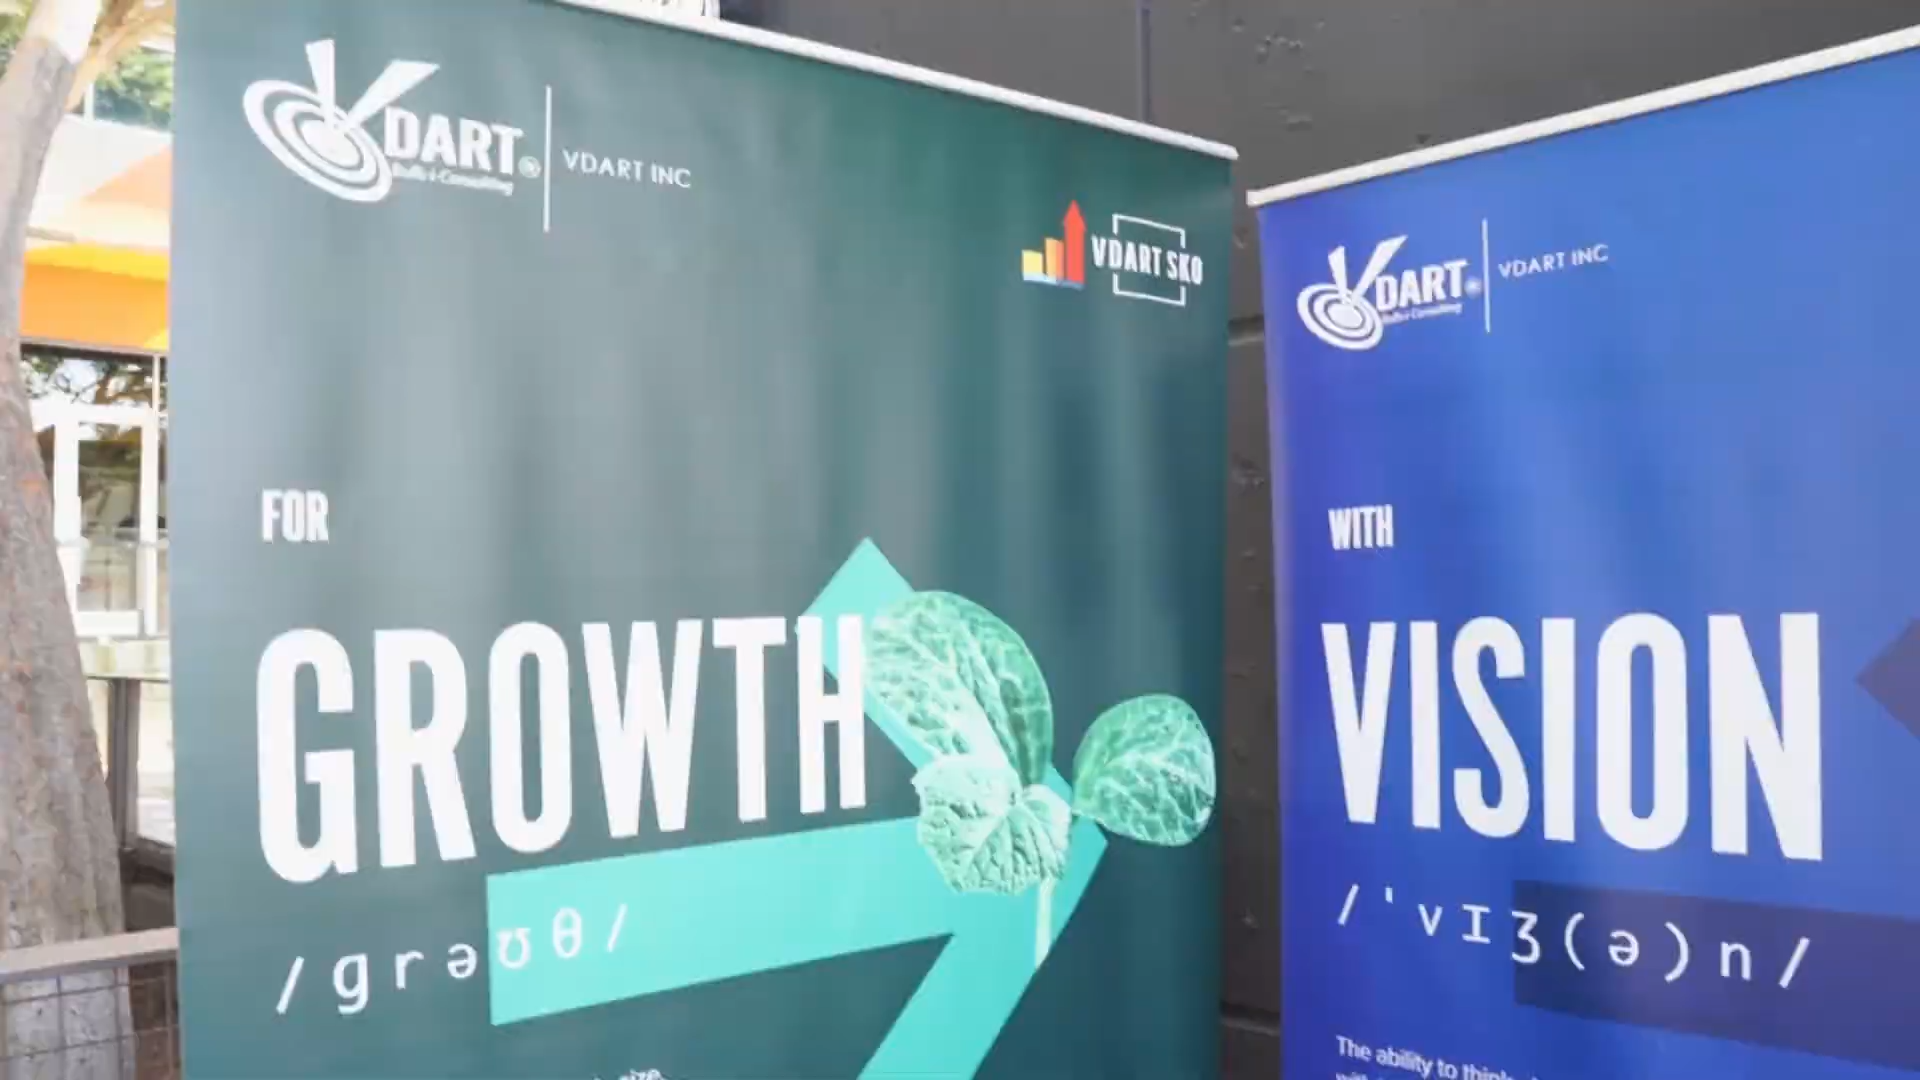 VDART
VDART INC
VDART SKO
FOR
GROWTH
/grəʊθ/
VDART
VDART INC
WITH
VISION
/ˈvɪʒ(ə)n/
The ability to think